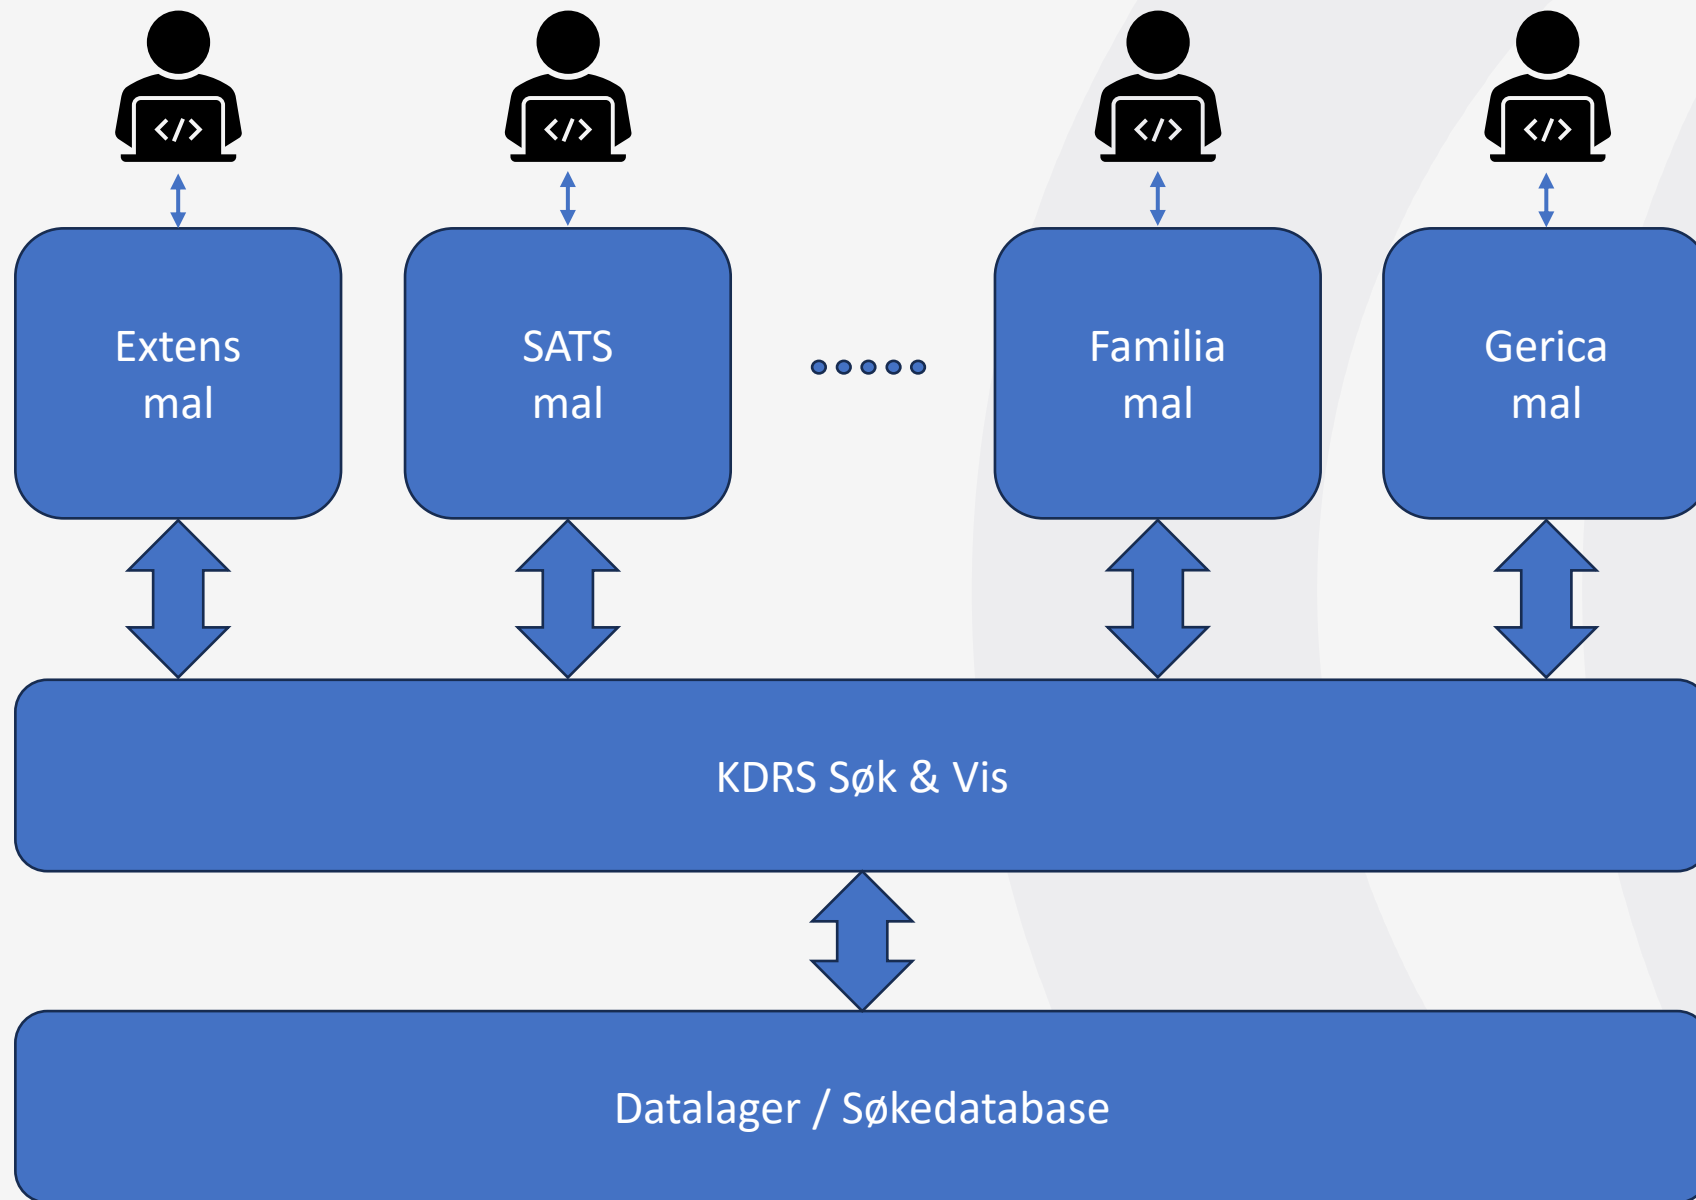 </>
</>
</>
</>
Extens
mal
SATS
mal
Familia
mal
Gerica
mal
KDRS Søk & Vis
Datalager / Søkedatabase